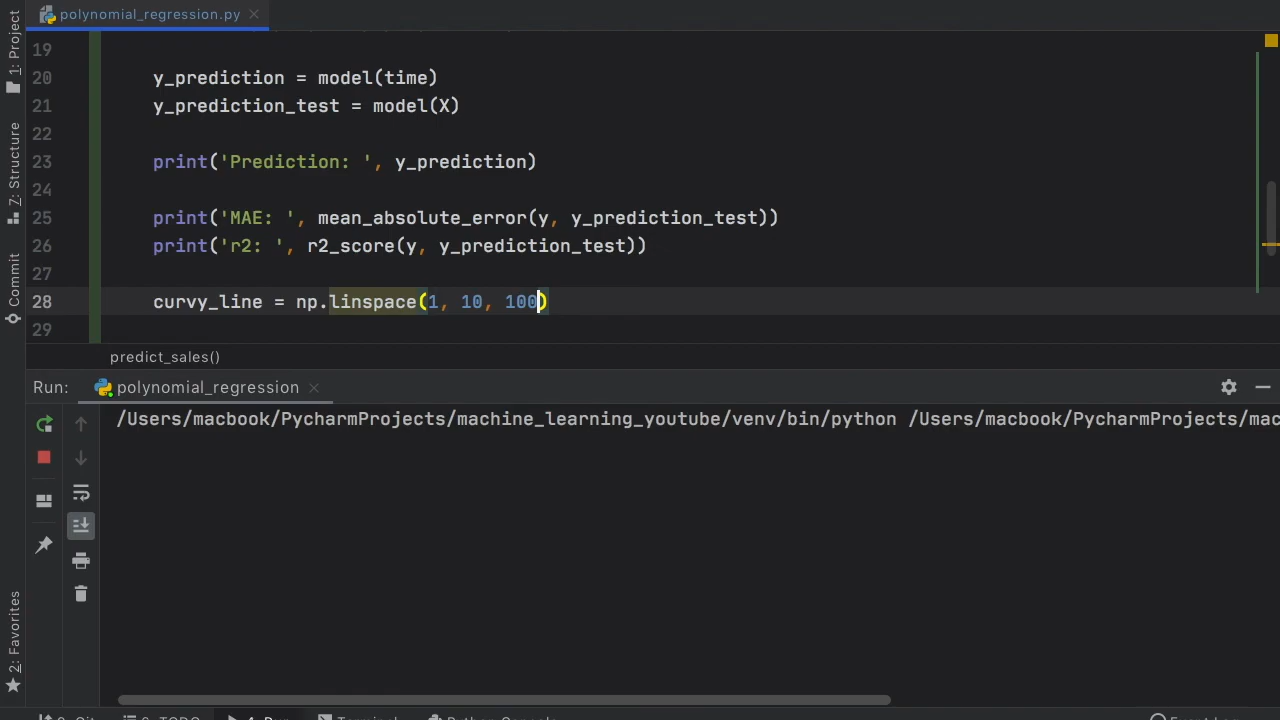 polynomial_regression.py
1: Project
7: Structure
Commit
2: Favorites
19
20 y_prediction = model(time)
21 y_prediction_test = model(X)
22
23 print('Prediction: ', y_prediction)
24
25 print('MAE: ', mean_absolute_error(y, y_prediction_test))
26 print('r2: ', r2_score(y, y_prediction_test))
27
28 curvy_line = np.linspace(1, 10, 100)
29
predict_sales()
Run: polynomial_regression
/Users/macbook/PycharmProjects/machine_learning_youtube/venv/bin/python /Users/macbook/PycharmProjects/mac